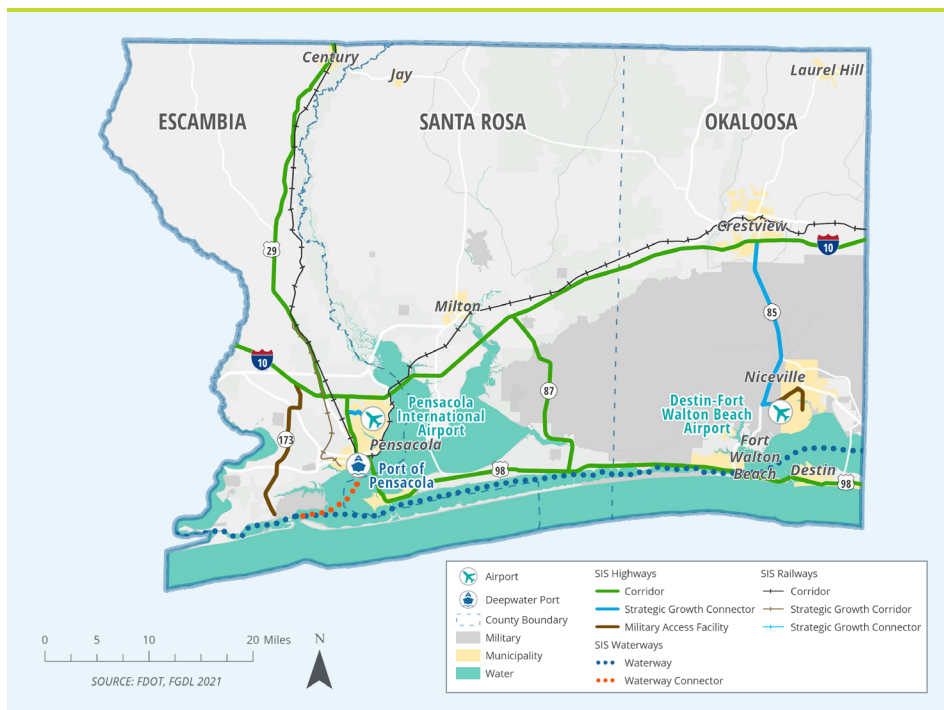 Century
Jay
Laurel Hill
ESCAMBIA
SANTA ROSA
OKALOOSA
Crestview
10
29
Milton
85
10
Niceville
87
Pensacola
International
Airport
Destin-Fort
Walton Beach
Airport
173
Pensacola
Fort
Walton
Beach
98
Port of
Pensacola
Destin
98
Airport
Deepwater Port
County Boundary
Military
Municipality
Water
SIS Highways
Corridor
Strategic Growth Connector
Military Access Facility
SIS Waterways
Waterway
Waterway Connector
SIS Railways
Corridor
Strategic Growth Corridor
Strategic Growth Connector
0 5 10 20 Miles
N
SOURCE: FDOT, FGDL 2021